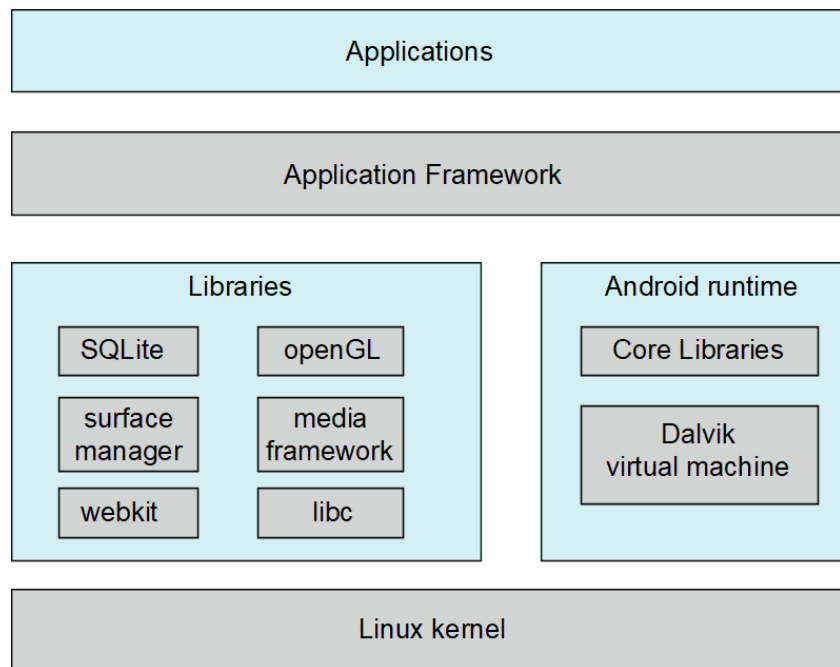 Applications
Application Framework
Libraries
SQLite
openGL
surface
manager
media
framework
webkit
libc
Android runtime
Core Libraries
Dalvik
virtual machine
Linux kernel